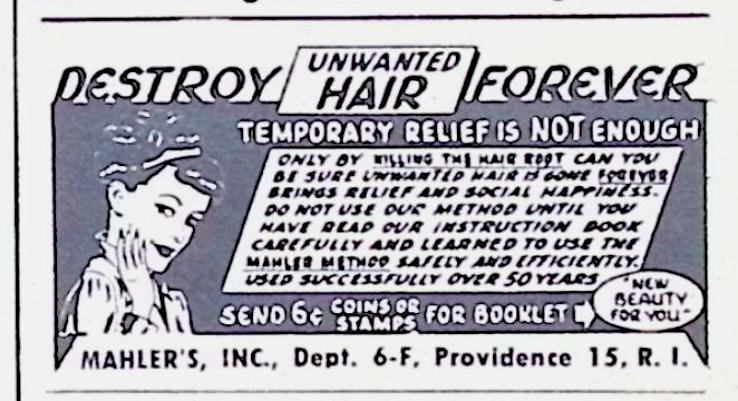 DESTROY UNWANTED HAIR FOREVER
TEMPORARY RELIEF IS NOT ENOUGH
ONLY BY KILLING THE HAIR ROOT CAN YOU
BE SURE UNWANTED HAIR IS GONE FOREVER
BRINGS RELIEF AND SOCIAL HAPPINESS.
DO NOT USE OUR METHOD UNTIL YOU
HAVE READ OUR INSTRUCTION BOOK
CAREFULLY AND LEARNED TO USE THE
MAHLER METHOD SAFELY AND EFFICIENTLY.
USED SUCCESSFULLY OVER 50 YEARS
SEND 6¢ COINS OR STAMPS FOR BOOKLET
"NEW
BEAUTY
FOR YOU"
MAHLER'S, INC., Dept. 6-F, Providence 15, R. I.